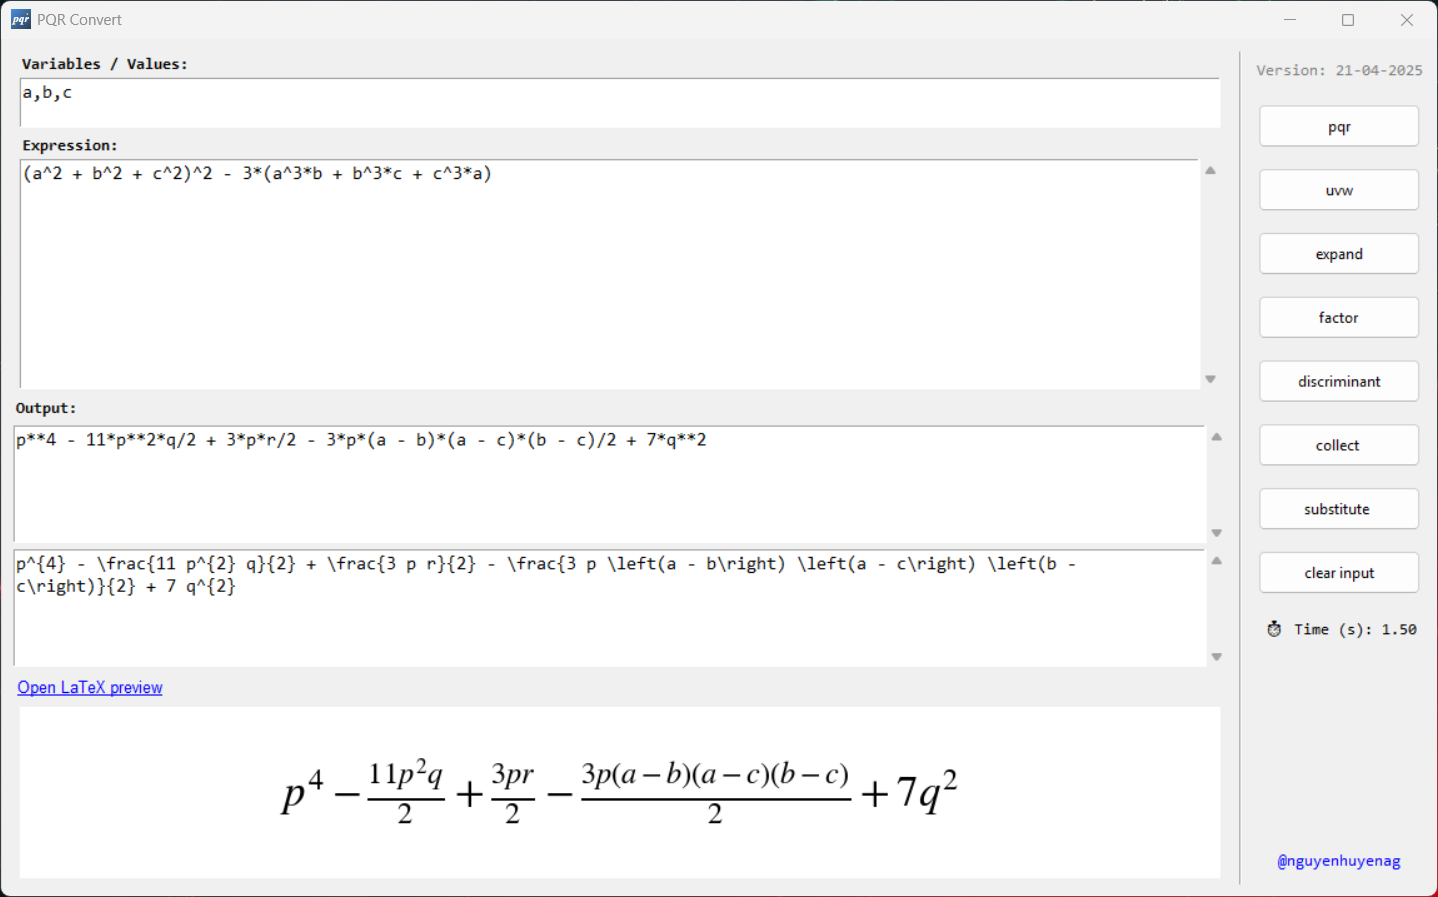 pqr PQR Convert
Variables / Values:
a,b,c
Expression:
(a^2 + b^2 + c^2)^2 - 3*(a^3*b + b^3*c + c^3*a)
Output:
p**4 - 11*p**2*q/2 + 3*p*r/2 - 3*p*(a - b)*(a - c)*(b - c)/2 + 7*q**2
p^{4} - \frac{11 p^{2} q}{2} + \frac{3 p r}{2} - \frac{3 p \left(a - b\right) \left(a - c\right) \left(b -
c\right)}{2} + 7 q^{2}
Open LaTeX preview
p^4 − 11p^2q/2 + 3pr/2 − 3p(a − b)(a − c)(b − c)/2 + 7q^2
Version: 21-04-2025
pqr
uvw
expand
factor
discriminant
collect
substitute
clear input
Time (s): 1.50
@nguyenhuyenag